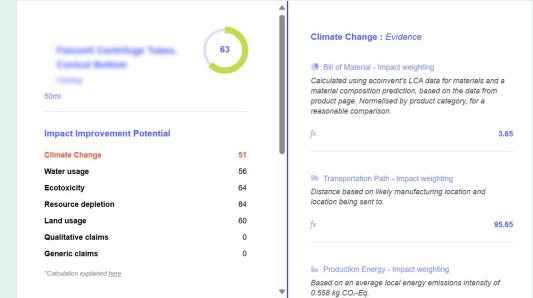 63
50ml
Impact Improvement Potential
Climate Change 51
Water usage 56
Ecotoxicity 64
Resource depletion 84
Land usage 60
Qualitative claims 0
Generic claims 0
*Calculation explained here
Climate Change : Evidence
Bill of Material - Impact weighting
Calculated using ecoinvent's LCA data for materials and a
material composition prediction, based on the data from
product page. Normalised by product category, for a
reasonable comparison.
fx 3.65
Transportation Path - Impact weighting
Distance based on likely manufacturing location and
location being sent to.
fx 95.65
Production Energy - Impact weighting
Based on an average local energy emissions intensity of
0.558 kg CO₂-Eq.